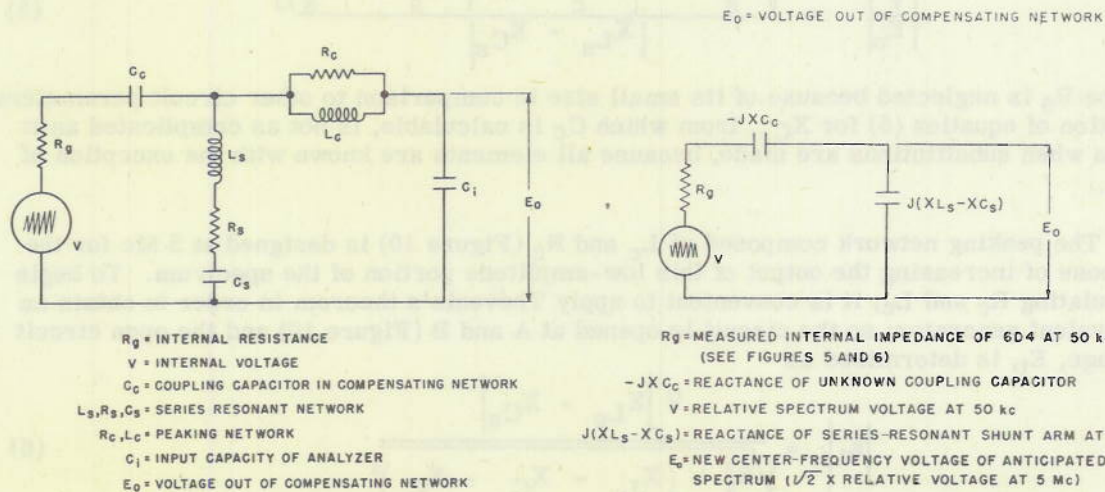 E₀ = VOLTAGE OUT OF COMPENSATING NETWORK
C_C
R_C
L_C
R_g
L_S
R_S
C_S
C_i
E₀
V
R_g = INTERNAL RESISTANCE
V = INTERNAL VOLTAGE
C_C = COUPLING CAPACITOR IN COMPENSATING NETWORK
L_S, R_S, C_S = SERIES RESONANT NETWORK
R_C, L_C = PEAKING NETWORK
C_i = INPUT CAPACITY OF ANALYZER
E₀ = VOLTAGE OUT OF COMPENSATING NETWORK
-JXC_C
R_g
J(XL_S-XC_S)
E₀
V
R_g = MEASURED INTERNAL IMPEDANCE OF 6D4 AT 50 k
(SEE FIGURES 5 AND 6)
-JXC_C = REACTANCE OF UNKNOWN COUPLING CAPACITOR
V = RELATIVE SPECTRUM VOLTAGE AT 50 kc
J(XL_S-XC_S) = REACTANCE OF SERIES-RESONANT SHUNT ARM AT
E₀ = NEW CENTER-FREQUENCY VOLTAGE OF ANTICIPATED
SPECTRUM (1/√2 X RELATIVE VOLTAGE AT 5 Mc)